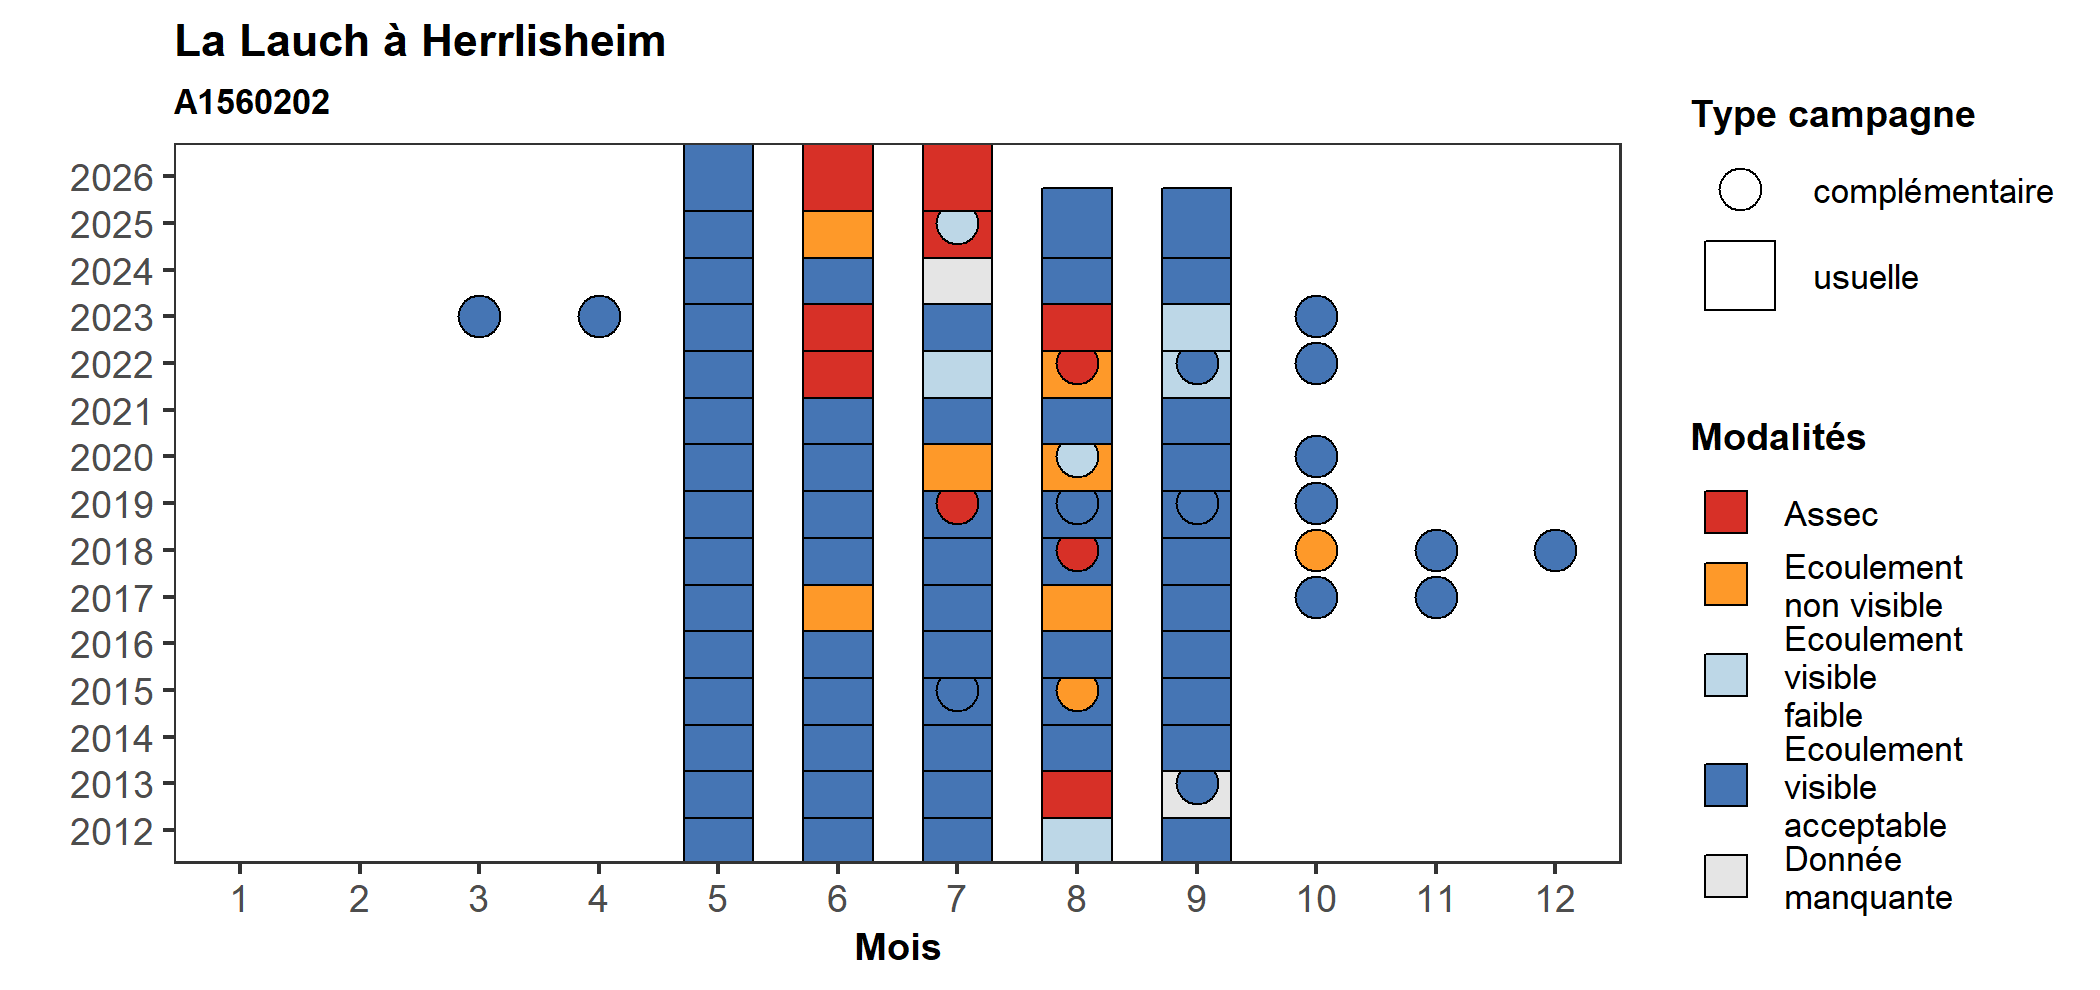 La Lauch à Herrlisheim
A1560202
2026
2025
2024
2023
2022
2021
2020
2019
2018
2017
2016
2015
2014
2013
2012
1 2 3 4 5 6 7 8 9 10 11 12
Mois
Type campagne
complémentaire
usuelle
Modalités
Assec
Ecoulement
non visible
Ecoulement
visible
faible
Ecoulement
visible
acceptable
Donnée
manquante